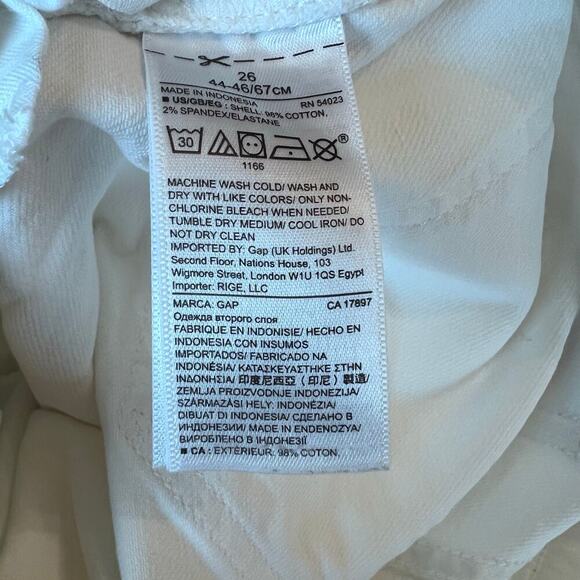 26
44-46/67CM
MADE IN INDONESIA RN 54023
■ US/GB/EG : SHELL: 98% COTTON,
2% SPANDEX/ELASTANE
30 ®
1166
MACHINE WASH COLD/ WASH AND
DRY WITH LIKE COLORS/ ONLY NON-
CHLORINE BLEACH WHEN NEEDED/
TUMBLE DRY MEDIUM/ COOL IRON/ DO
NOT DRY CLEAN
IMPORTED BY: Gap (UK Holdings) Ltd.
Second Floor, Nations House, 103
Wigmore Street, London W1U 1QS Egypt
Importer: RIGE, LLC
MARCA: GAP CA 17897
Одежда второго слоя
FABRIQUE EN INDONISIE/ HECHO EN
INDONESIA CON INSUMOS
IMPORTADOS/ FABRICADO NA
INDONÉSIA/ ΚΑΤΑΣΚΕΥΑΣΤΗΚΕ ΣΤΗΝ
ΙΝΔΟΝΗΣΙΑ/ 印度尼西亞 (印尼) 製造/
ZEMLJA PROIZVODNJE INDONEZIJA/
SZÁRMAZÁSI HELY: INDONÉZIA/
DIBUAT DI INDONESIA/ СДЕЛАНО В
ИНДОНЕЗИИ/ MADE IN ENDENOZYA/
ВИРОБЛЕНО В ІНДОНЕЗІЇ
■ CA : EXTÉRIEUR: 98% COTON,